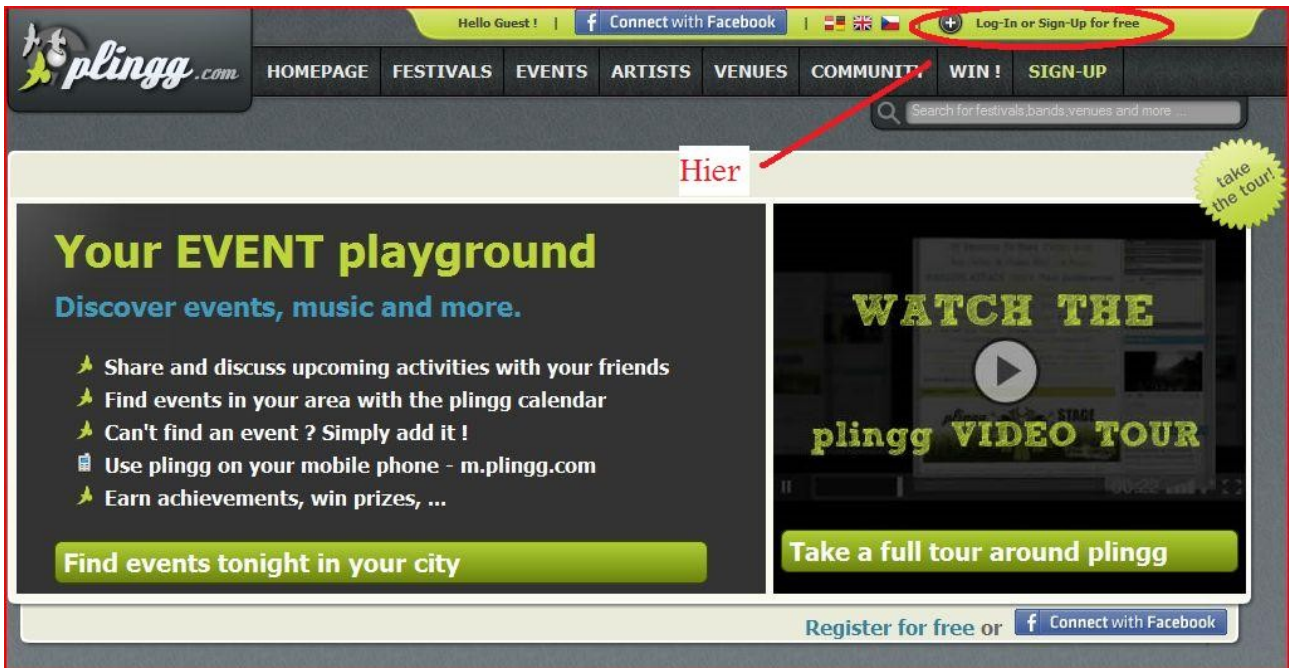 Hello Guest ! | f Connect with Facebook | Log-In or Sign-Up for free
plingg.com
HOMEPAGE FESTIVALS EVENTS ARTISTS VENUES COMMUNITY WIN ! SIGN-UP
Search for festivals,bands,venues and more ...
Hier
take
the tour!
Your EVENT playground
Discover events, music and more.
Share and discuss upcoming activities with your friends
Find events in your area with the plingg calendar
Can't find an event ? Simply add it !
Use plingg on your mobile phone - m.plingg.com
Earn achievements, win prizes, ...
Find events tonight in your city
WATCH THE
plingg VIDEO TOUR
STAGE
00:22
Take a full tour around plingg
Register for free or f Connect with Facebook